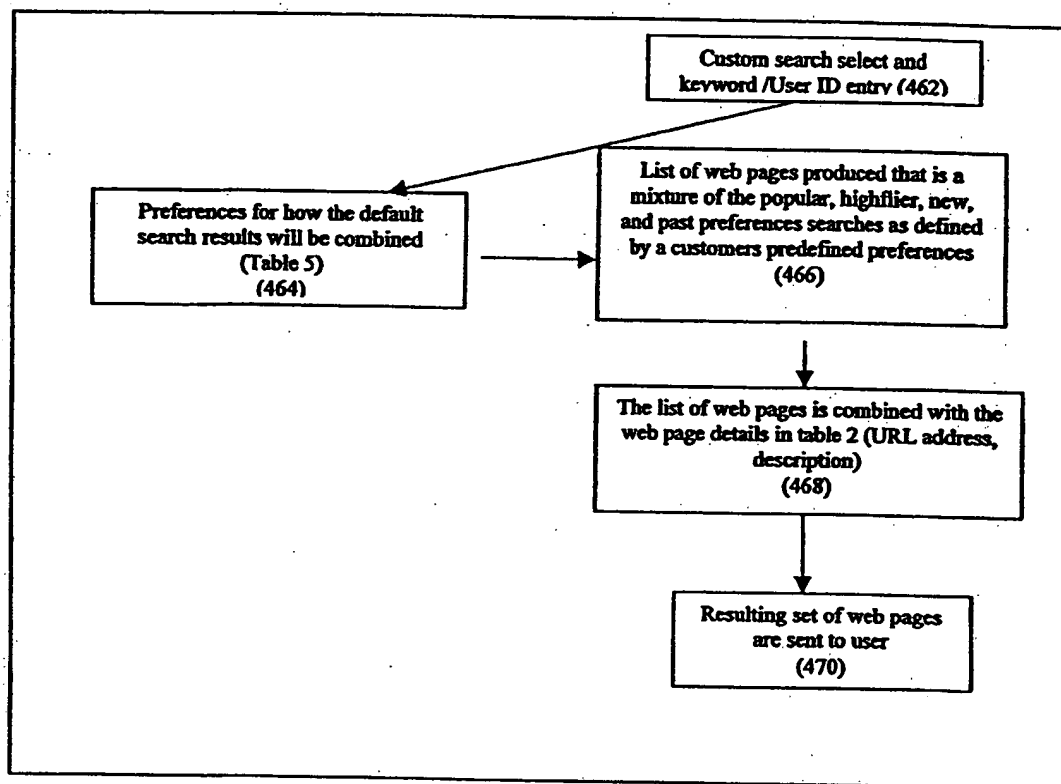 Custom search select and
keyword /User ID entry (462)
Preferences for how the default
search results will be combined
(Table 5)
(464)
List of web pages produced that is a
mixture of the popular, highflier, new,
and past preferences searches as defined
by a customers predefined preferences
(466)
The list of web pages is combined with the
web page details in table 2 (URL address,
description)
(468)
Resulting set of web pages
are sent to user
(470)